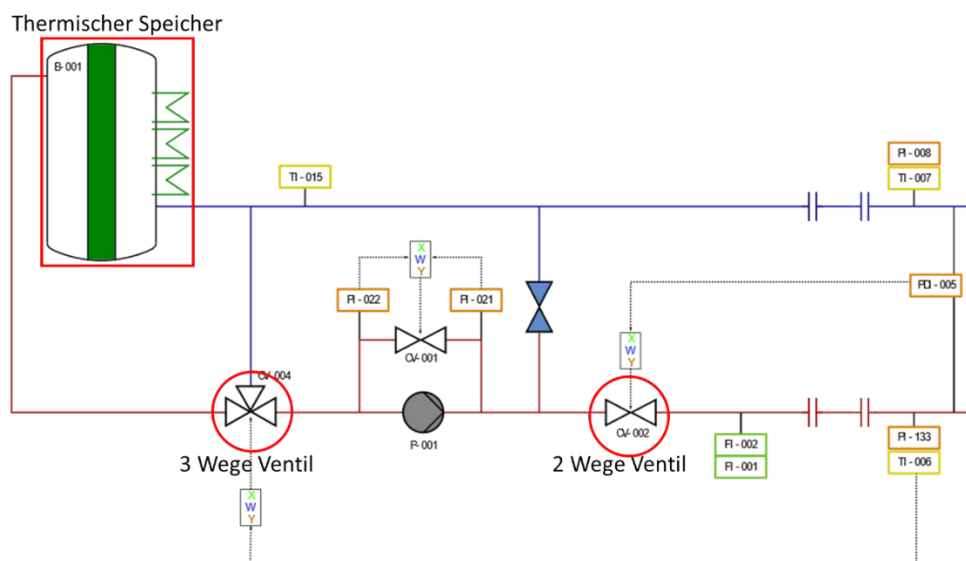 Thermischer Speicher
B-001
PI-008
TI-007
TI-015
X
W
Y
PI-022
PI-021
PDI-005
CV-001
X
W
Y
CV-004
P-001
CV-002
3 Wege Ventil
2 Wege Ventil
FI-002
FI-001
PI-133
TI-006
X
W
Y